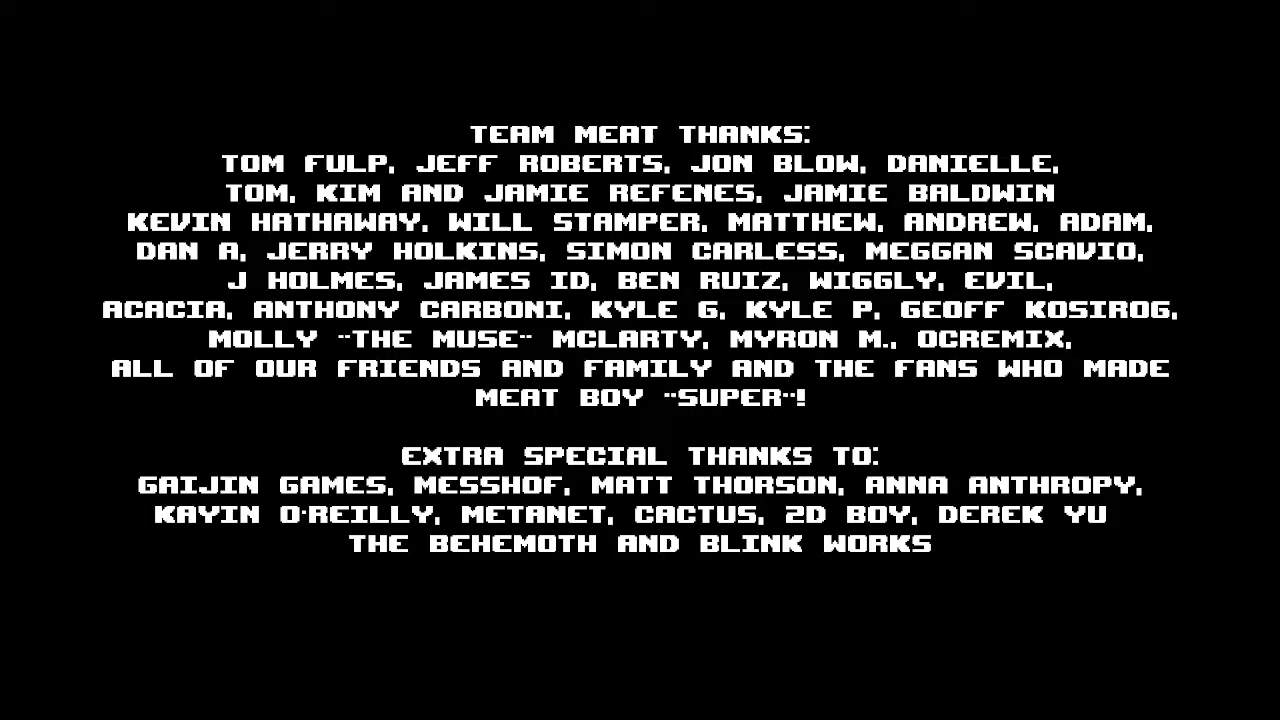 TEAM MEAT THANKS:
TOM FULP, JEFF ROBERTS, JON BLOW, DANIELLE,
TOM, KIM AND JAMIE REFENES, JAMIE BALDWIN
KEVIN HATHAWAY, WILL STAMPER, MATTHEW, ANDREW, ADAM,
DAN A, JERRY HOLKINS, SIMON CARLESS, MEGGAN SCAVIO,
J HOLMES, JAMES ID, BEN RUIZ, WIGGLY, EVIL,
ACACIA, ANTHONY CARBONI, KYLE G, KYLE P, GEOFF KOSIROG,
MOLLY "THE MUSE" MCLARTY, MYRON M., OCREMIX,
ALL OF OUR FRIENDS AND FAMILY AND THE FANS WHO MADE
MEAT BOY "SUPER"!
EXTRA SPECIAL THANKS TO:
GAIJIN GAMES, MESSHOF, MATT THORSON, ANNA ANTHROPY,
KAYIN O'REILLY, METANET, CACTUS, 2D BOY, DEREK YU
THE BEHEMOTH AND BLINK WORKS